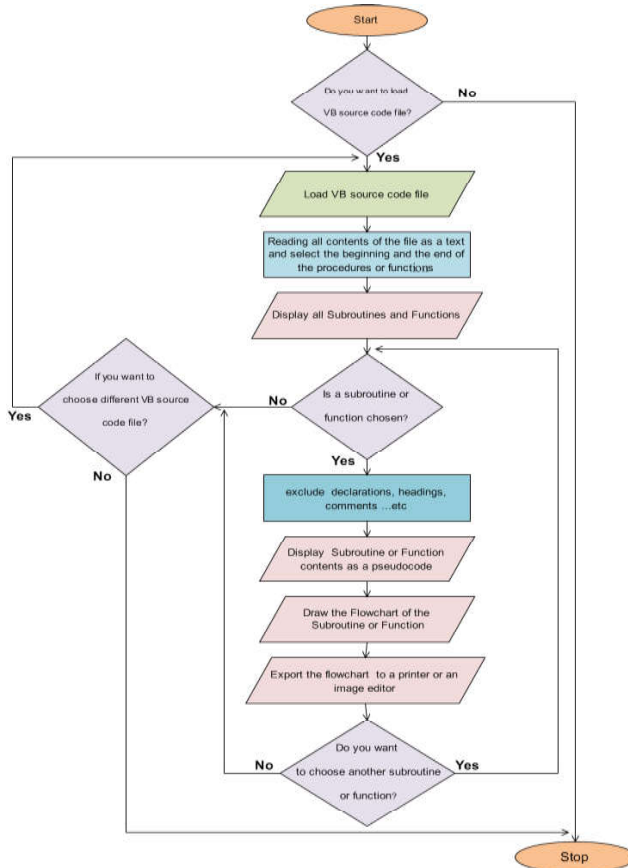 Start
Do you want to load
VB source code file?
No
Yes
Load VB source code file
Reading all contents of the file as a text
and select the beginning and the end of
the procedures or functions
Display all Subroutines and Functions
If you want to
choose different VB source
code file?
Yes
No
Is a subroutine or
function chosen?
No
Yes
exclude declarations, headings,
comments ...etc
Display Subroutine or Function
contents as a pseudocode
Draw the Flowchart of the
Subroutine or Function
Export the flowchart to a printer or an
image editor
Do you want
to choose another subroutine
or function?
No
Yes
Stop